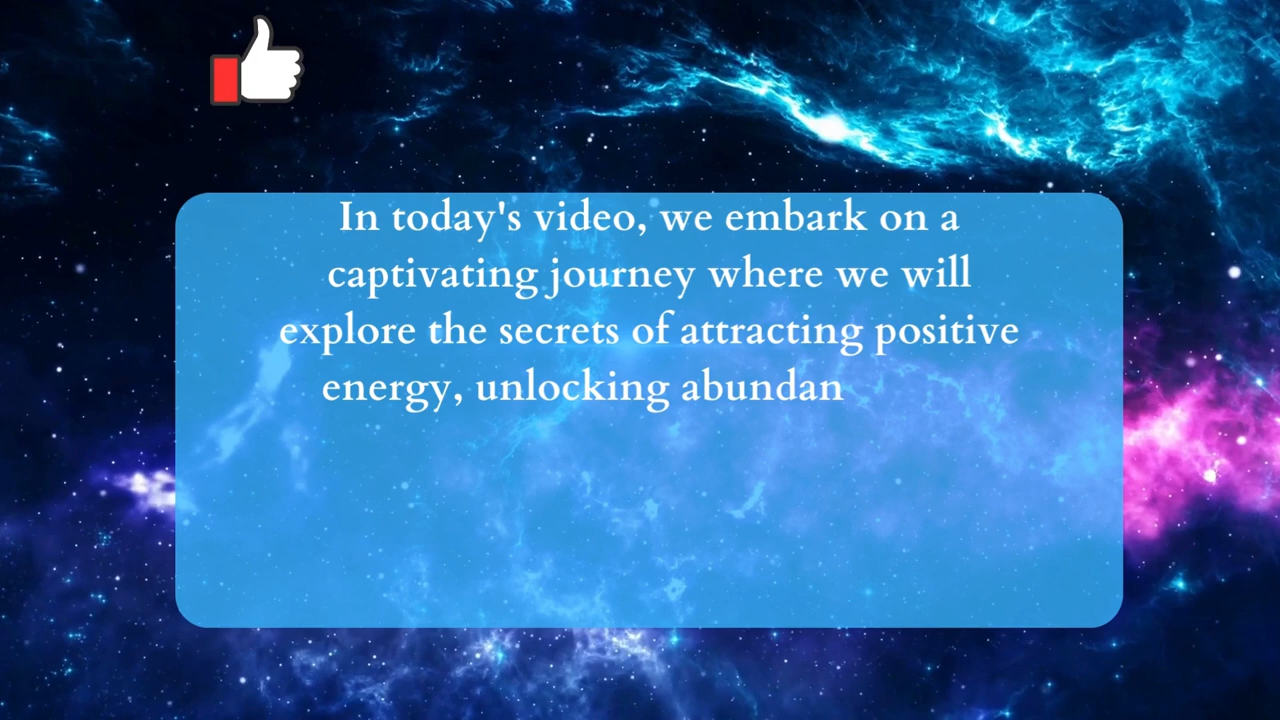 In today's video, we embark on a
captivating journey where we will
explore the secrets of attracting positive
energy, unlocking abundan